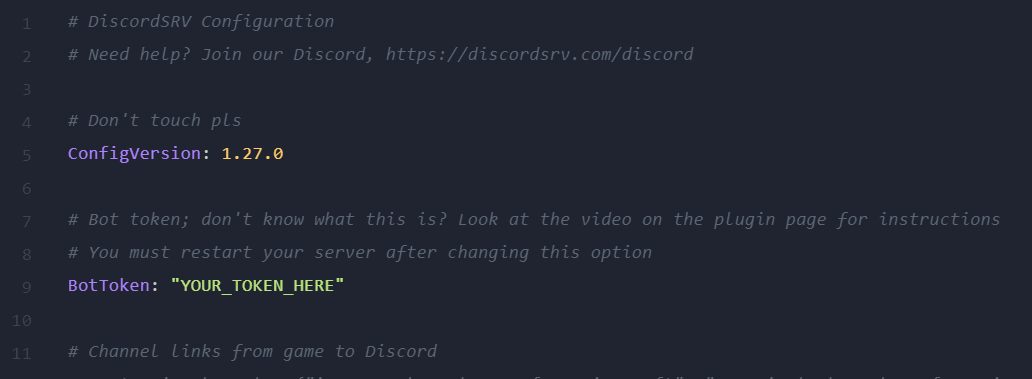 1 # DiscordSRV Configuration
2 # Need help? Join our Discord, https://discordsrv.com/discord
3
4 # Don't touch pls
5 ConfigVersion: 1.27.0
6
7 # Bot token; don't know what this is? Look at the video on the plugin page for instructions
8 # You must restart your server after changing this option
9 BotToken: "YOUR_TOKEN_HERE"
10
11 # Channel links from game to Discord